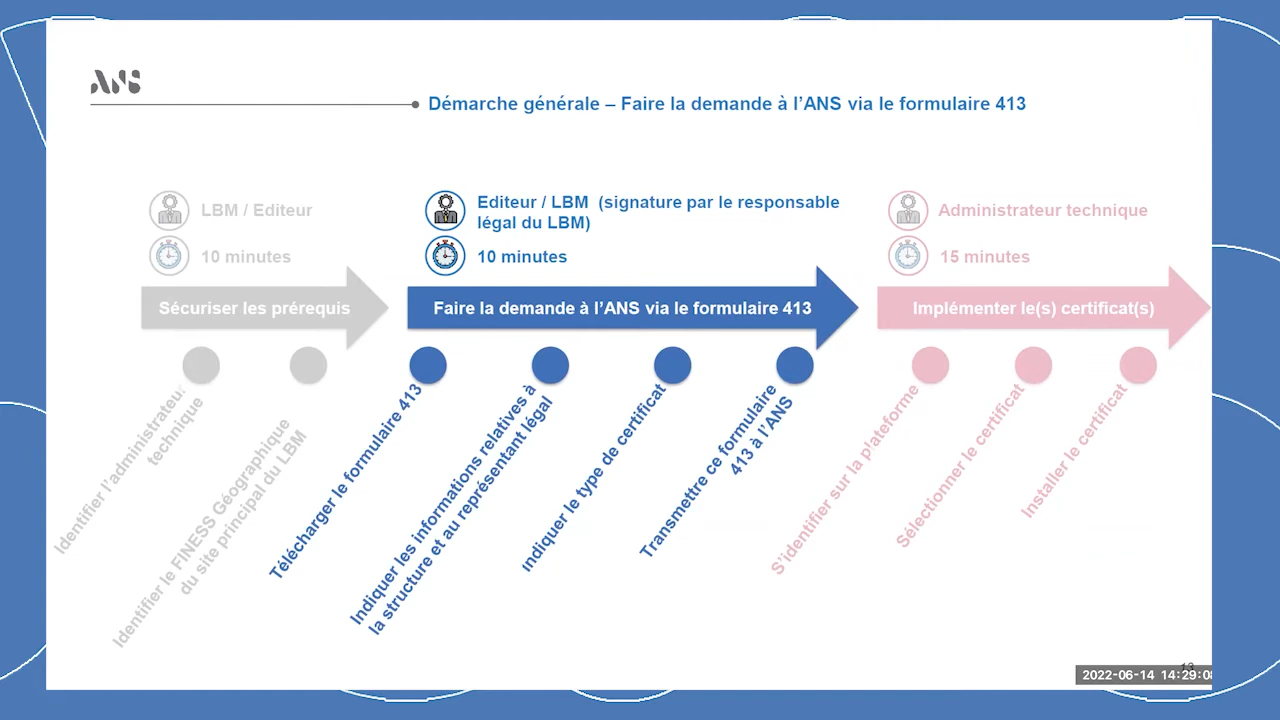 ANS
Démarche générale – Faire la demande à l'ANS via le formulaire 413
LBM / Editeur
10 minutes
Sécuriser les prérequis
Identifier l'administrateur
technique
Identifier le FINESS Géographique
du site principal du LBM
Editeur / LBM (signature par le responsable
légal du LBM)
10 minutes
Faire la demande à l'ANS via le formulaire 413
Télécharger le formulaire 413
Indiquer les informations relatives à
la structure et au représentant légal
Indiquer le type de certificat
Transmettre ce formulaire
413 à l'ANS
Administrateur technique
15 minutes
Implémenter le(s) certificat(s)
S'identifier sur la plateforme
Sélectionner le certificat
Installer le certificat
13
2022-06-14 14:29:08